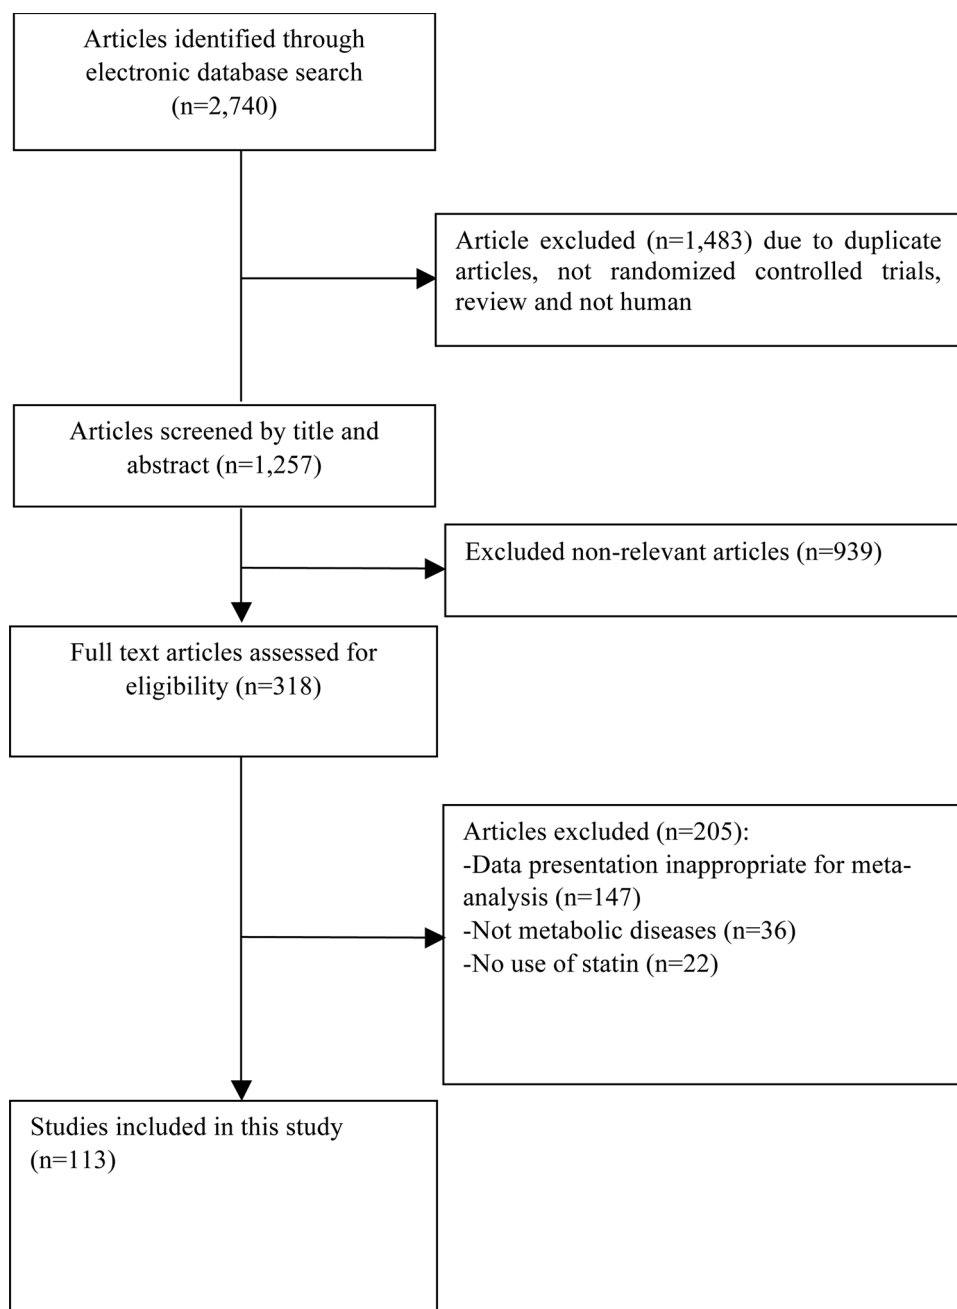 Articles identified through
electronic database search
(n=2,740)
Article excluded (n=1,483) due to duplicate
articles, not randomized controlled trials,
review and not human
Articles screened by title and
abstract (n=1,257)
Excluded non-relevant articles (n=939)
Full text articles assessed for
eligibility (n=318)
Articles excluded (n=205):
-Data presentation inappropriate for meta-
analysis (n=147)
-Not metabolic diseases (n=36)
-No use of statin (n=22)
Studies included in this study
(n=113)